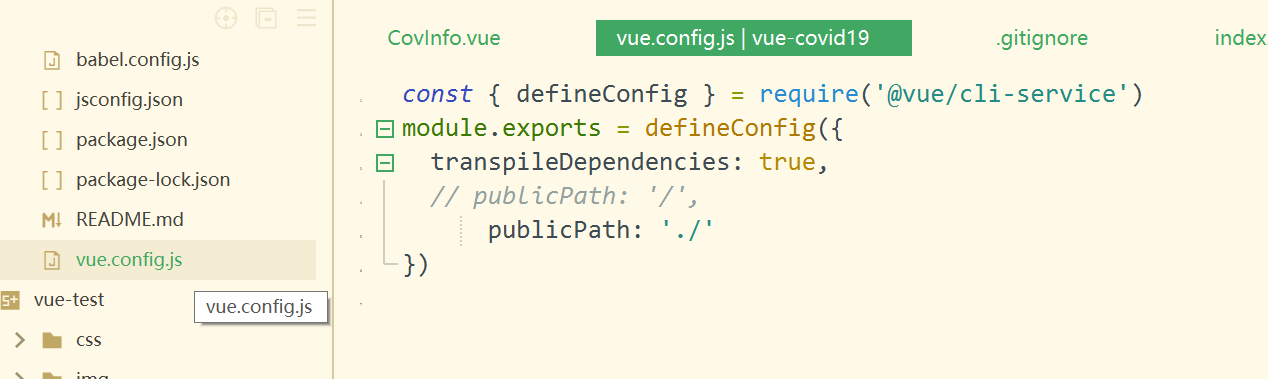 babel.config.js
jsconfig.json
package.json
package-lock.json
README.md
vue.config.js
vue-test
vue.config.js
css
img
CovInfo.vue
vue.config.js | vue-covid19
.gitignore
index
const { defineConfig } = require('@vue/cli-service')
module.exports = defineConfig({
transpileDependencies: true,
// publicPath: '/',
publicPath: './'
})